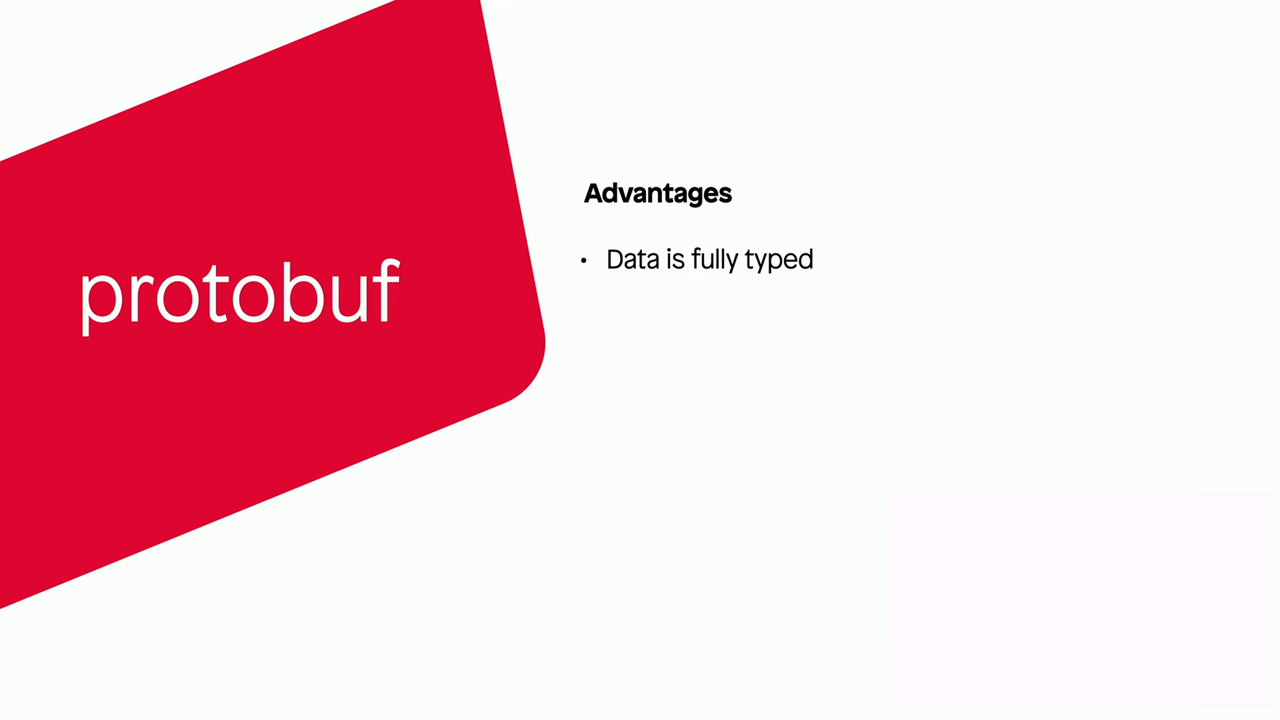 protobuf
Advantages
• Data is fully typed